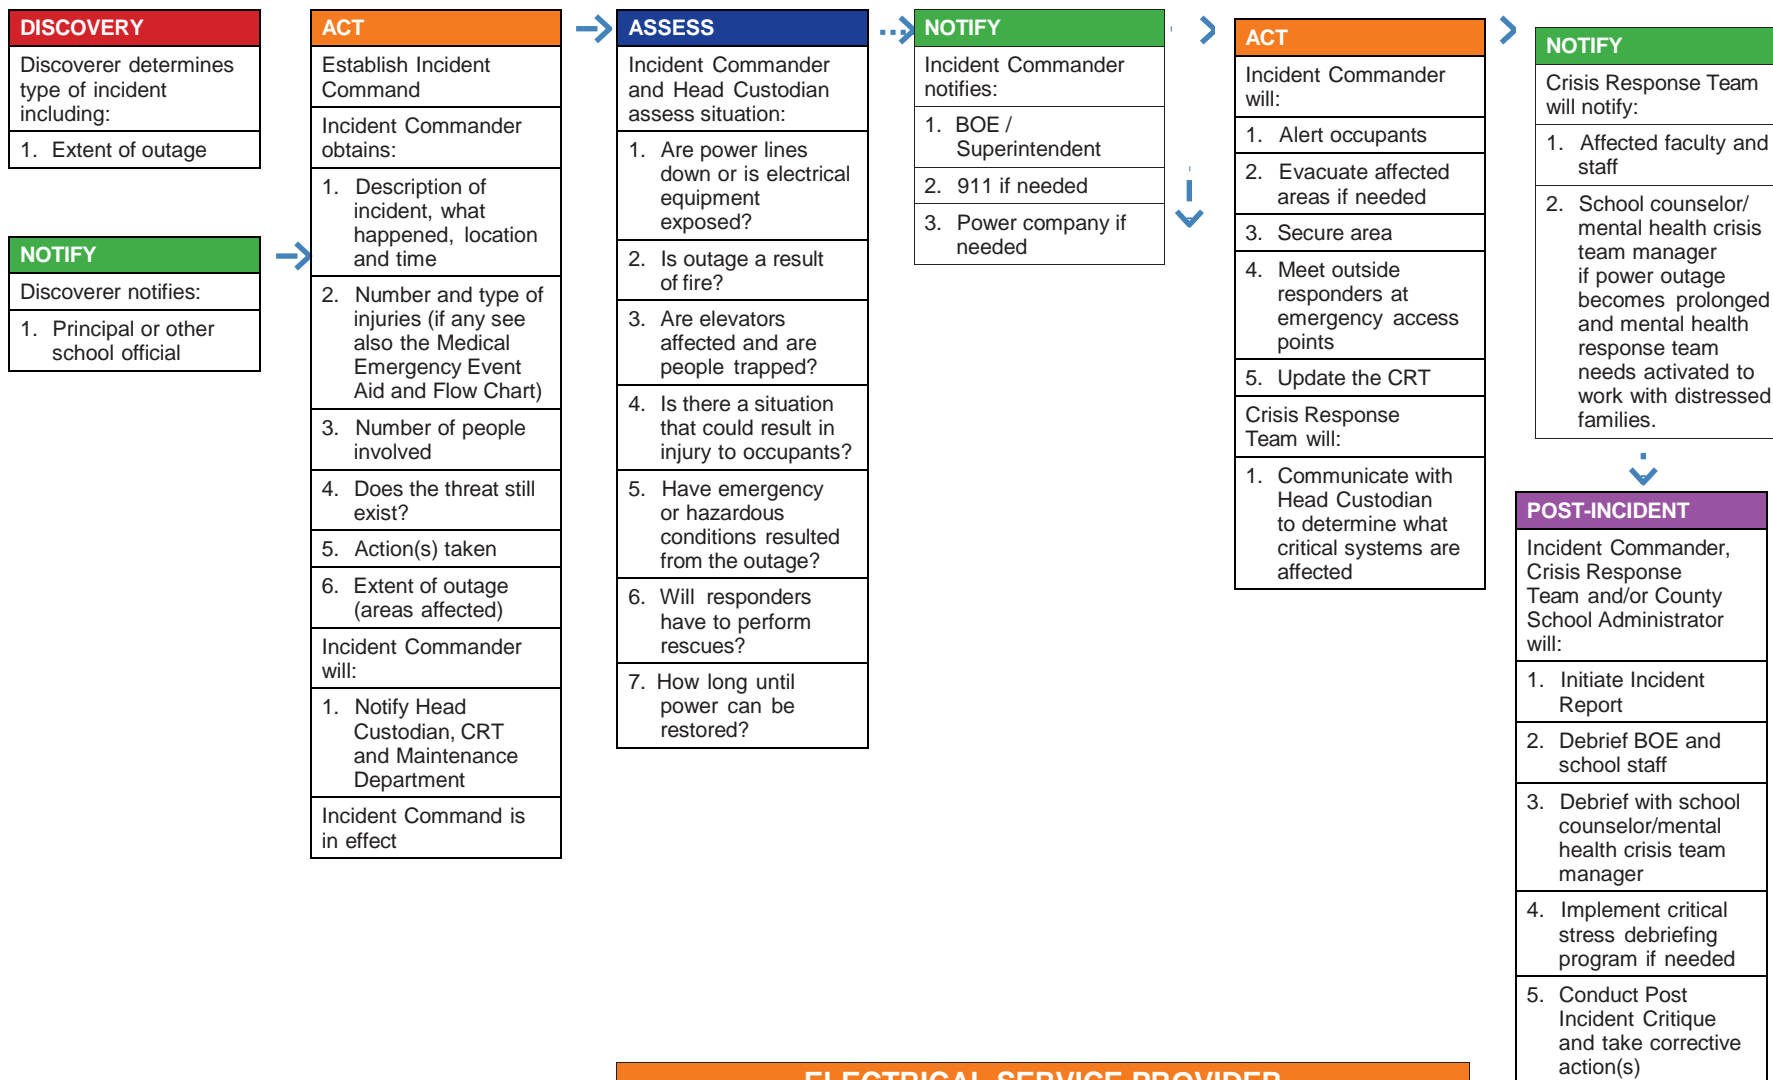 DISCOVERY
Discoverer determines
type of incident
including:
1. Extent of outage
NOTIFY
Discoverer notifies:
1. Principal or other
school official
ACT
Establish Incident
Command
Incident Commander
obtains:
1. Description of
incident, what
happened, location
and time
2. Number and type of
injuries (if any see
also the Medical
Emergency Event
Aid and Flow Chart)
3. Number of people
involved
4. Does the threat still
exist?
5. Action(s) taken
6. Extent of outage
(areas affected)
Incident Commander
will:
1. Notify Head
Custodian, CRT
and Maintenance
Department
Incident Command is
in effect
ASSESS
Incident Commander
and Head Custodian
assess situation:
1. Are power lines
down or is electrical
equipment
exposed?
2. Is outage a result
of fire?
3. Are elevators
affected and are
people trapped?
4. Is there a situation
that could result in
injury to occupants?
5. Have emergency
or hazardous
conditions resulted
from the outage?
6. Will responders
have to perform
rescues?
7. How long until
power can be
restored?
NOTIFY
Incident Commander
notifies:
1. BOE /
Superintendent
2. 911 if needed
3. Power company if
needed
ACT
Incident Commander
will:
1. Alert occupants
2. Evacuate affected
areas if needed
3. Secure area
4. Meet outside
responders at
emergency access
points
5. Update the CRT
Crisis Response
Team will:
1. Communicate with
Head Custodian
to determine what
critical systems are
affected
NOTIFY
Crisis Response Team
will notify:
1. Affected faculty and
staff
2. School counselor/
mental health crisis
team manager
if power outage
becomes prolonged
and mental health
response team
needs activated to
work with distressed
families.
POST-INCIDENT
Incident Commander,
Crisis Response
Team and/or County
School Administrator
will:
1. Initiate Incident
Report
2. Debrief BOE and
school staff
3. Debrief with school
counselor/mental
health crisis team
manager
4. Implement critical
stress debriefing
program if needed
5. Conduct Post
Incident Critique
and take corrective
action(s)
ELECTRICAL SERVICE PROVIDER